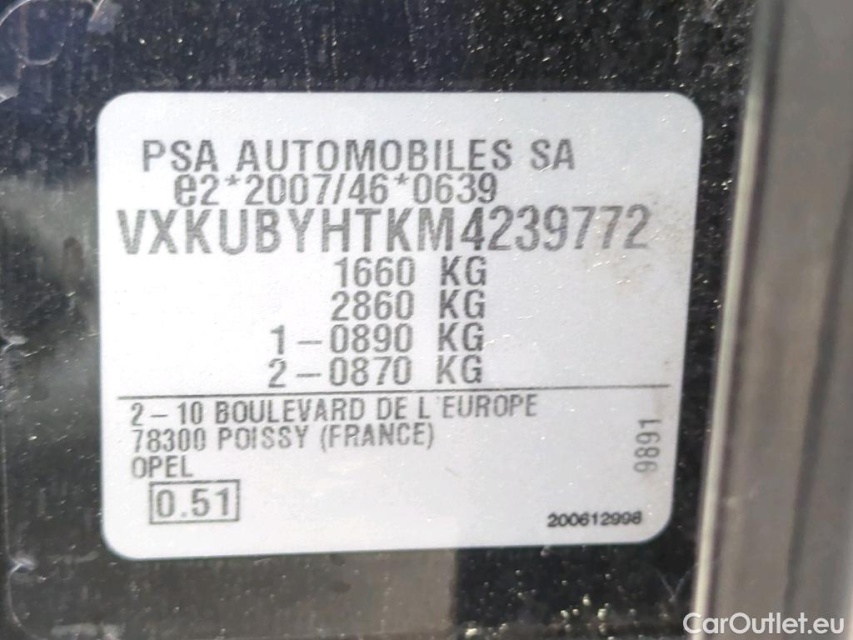 PSA AUTOMOBILES SA
e2*2007/46*0639
VXKUBYHTKM4239772
1660 KG
2860 KG
1-0890 KG
2-0870 KG
2-10 BOULEVARD DE L'EUROPE
78300 POISSY (FRANCE)
OPEL
9891
0.51
200612998
CarOutlet.eu